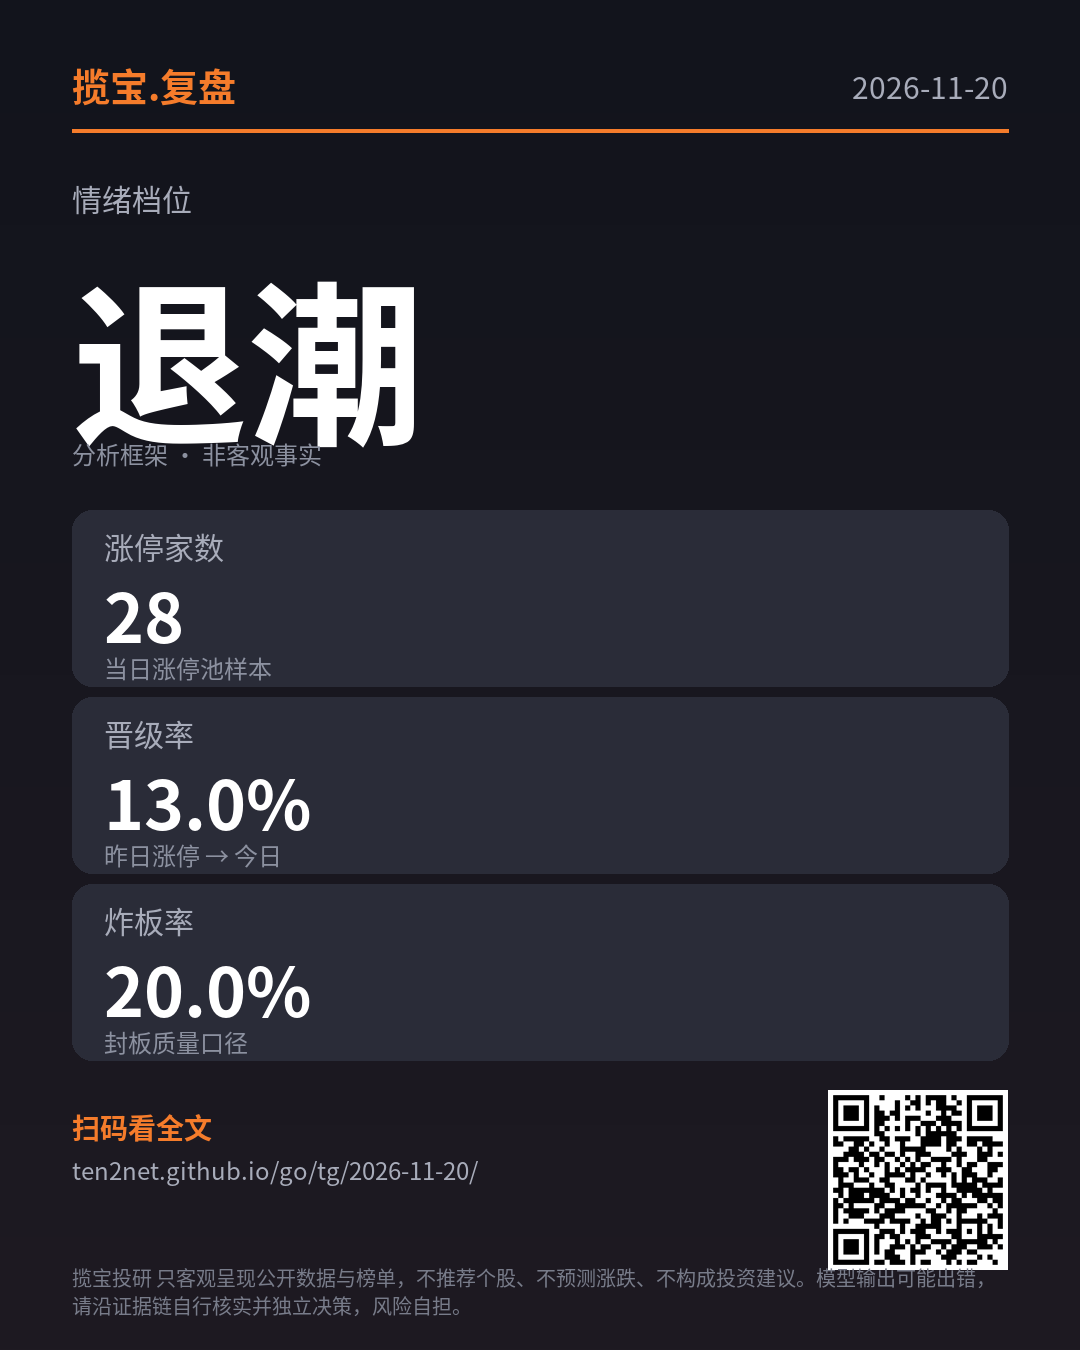 揽宝.复盘
2026-11-20
情绪档位
退潮
分析框架 · 非客观事实
涨停家数
28
当日涨停池样本
晋级率
13.0%
昨日涨停 → 今日
炸板率
20.0%
封板质量口径
扫码看全文
ten2net.github.io/go/tg/2026-11-20/
揽宝投研 只客观呈现公开数据与榜单，不推荐个股、不预测涨跌、不构成投资建议。模型输出可能出错，
请沿证据链自行核实并独立决策，风险自担。